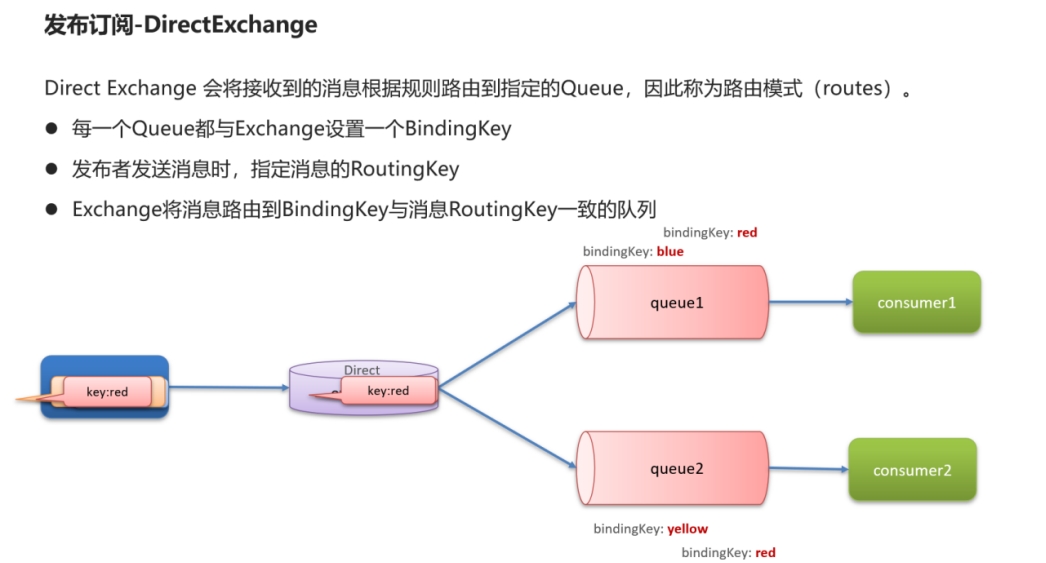 发布订阅-DirectExchange
Direct Exchange 会将接收到的消息根据规则路由到指定的Queue，因此称为路由模式（routes）。
● 每一个Queue都与Exchange设置一个BindingKey
● 发布者发送消息时，指定消息的RoutingKey
● Exchange将消息路由到BindingKey与消息RoutingKey一致的队列
bindingKey: red
bindingKey: blue
queue1
consumer1
Direct
key:red
key:red
queue2
consumer2
bindingKey: yellow
bindingKey: red